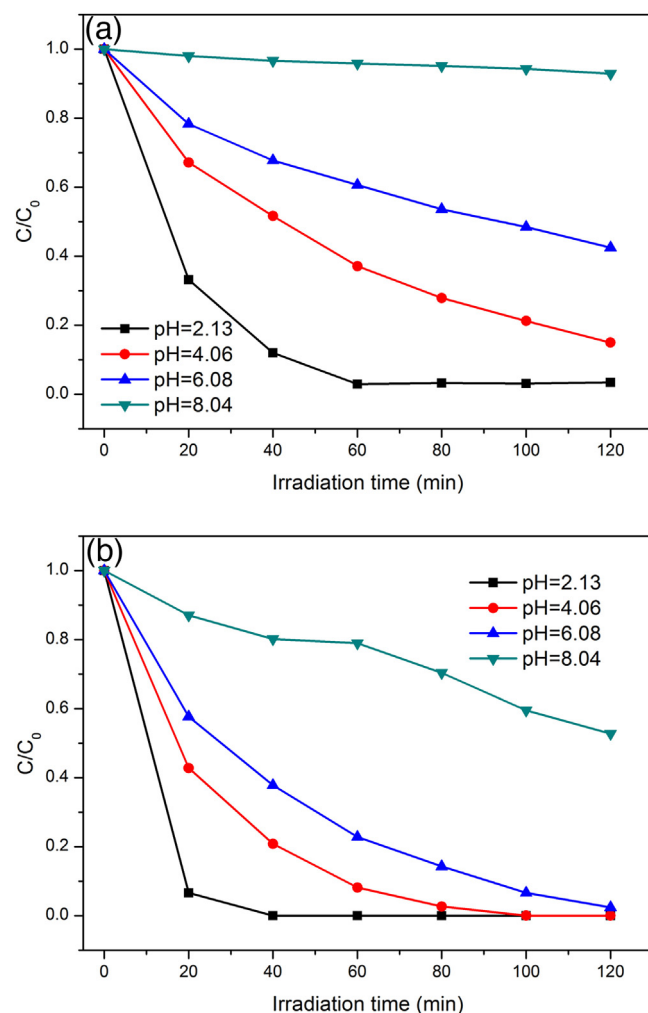 (a)
1.0
0.8
0.6
0.4
0.2
0.0
C/C₀
pH=2.13
pH=4.06
pH=6.08
pH=8.04
0 20 40 60 80 100 120
Irradiation time (min)
(b)
1.0
0.8
0.6
0.4
0.2
0.0
C/C₀
pH=2.13
pH=4.06
pH=6.08
pH=8.04
0 20 40 60 80 100 120
Irradiation time (min)